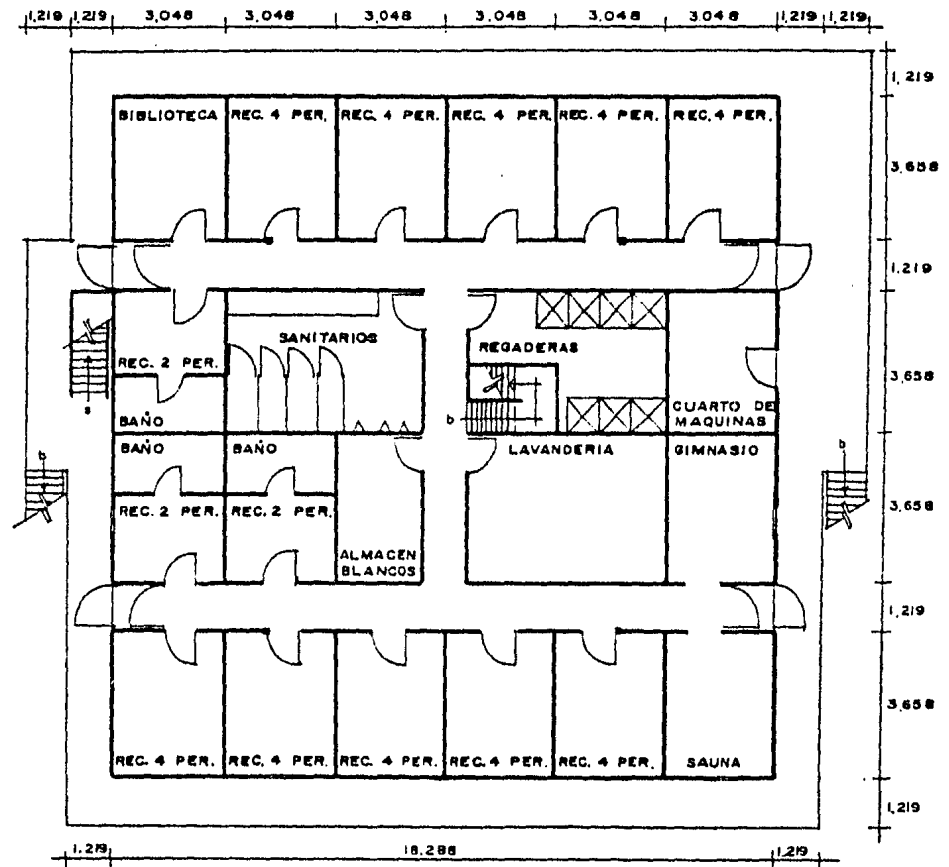 1,219 1,219 3,048 3,048 3,048 3,048 3,048 3,048 1,219 1,219
1,219
BIBLIOTECA REC. 4 PER. REC. 4 PER. REC. 4 PER. REC. 4 PER. REC. 4 PER.
3,658
1,219
SANITARIOS
REGADERAS
REC. 2 PER.
3,658
s
b
BAÑO
CUARTO DE
MAQUINAS
BAÑO BAÑO LAVANDERIA GIMNASIO
b
b
REC. 2 PER. REC. 2 PER.
3,658
ALMACEN
BLANCOS
1,219
3,658
REC. 4 PER. REC. 4 PER. REC. 4 PER. REC. 4 PER. REC. 4 PER. SAUNA
1,219
1,219 18,288 1,219